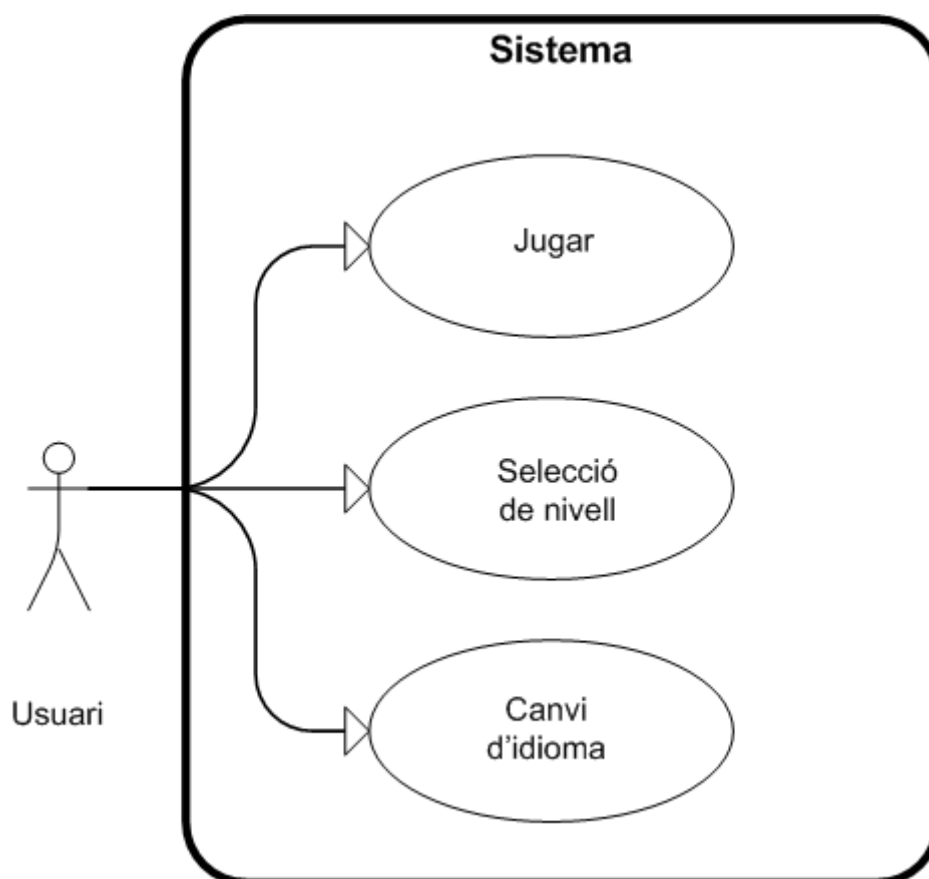 Sistema
Jugar
Selecció
de nivell
Usuari
Canvi
d’idioma